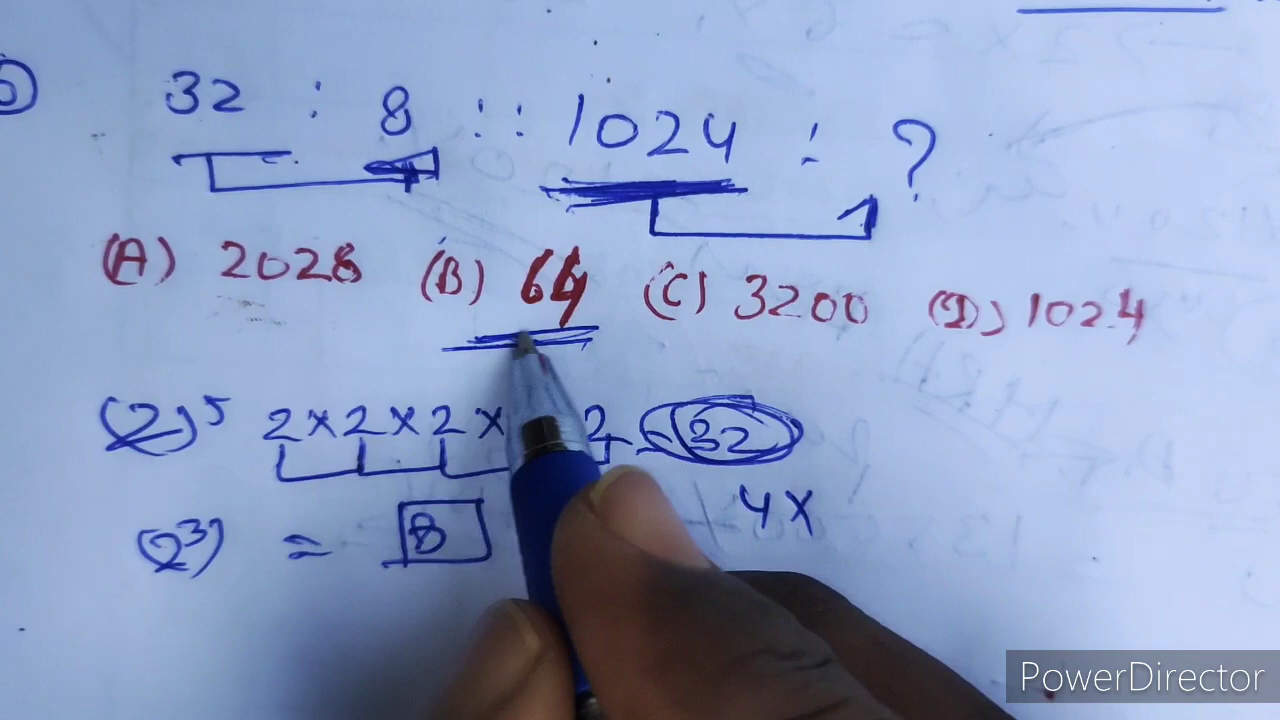 32 : 8 :: 1024 : ?
(A) 2028 (B) 64 (C) 3200 (D) 1024
(2)⁵ 2×2×2× 2 = 32
(2³) = 8 4×
PowerDirector